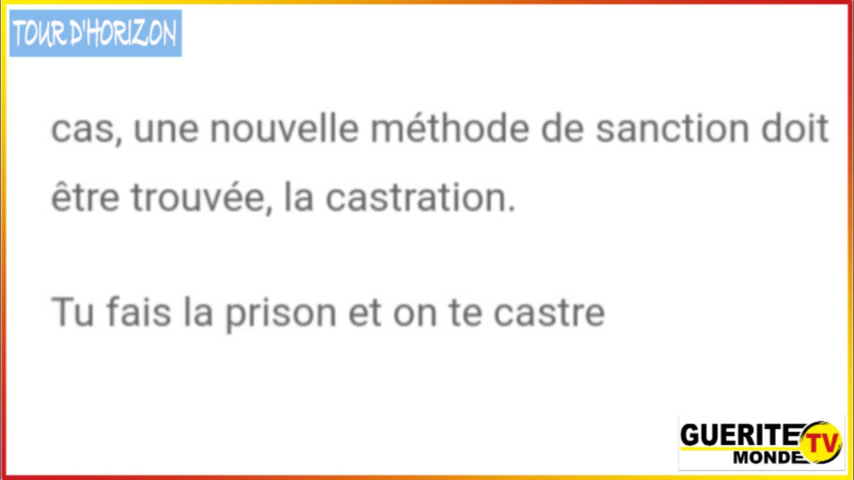 TOUR D'HORIZON
cas, une nouvelle méthode de sanction doit
être trouvée, la castration.
Tu fais la prison et on te castre
GUERITE TV
MONDE